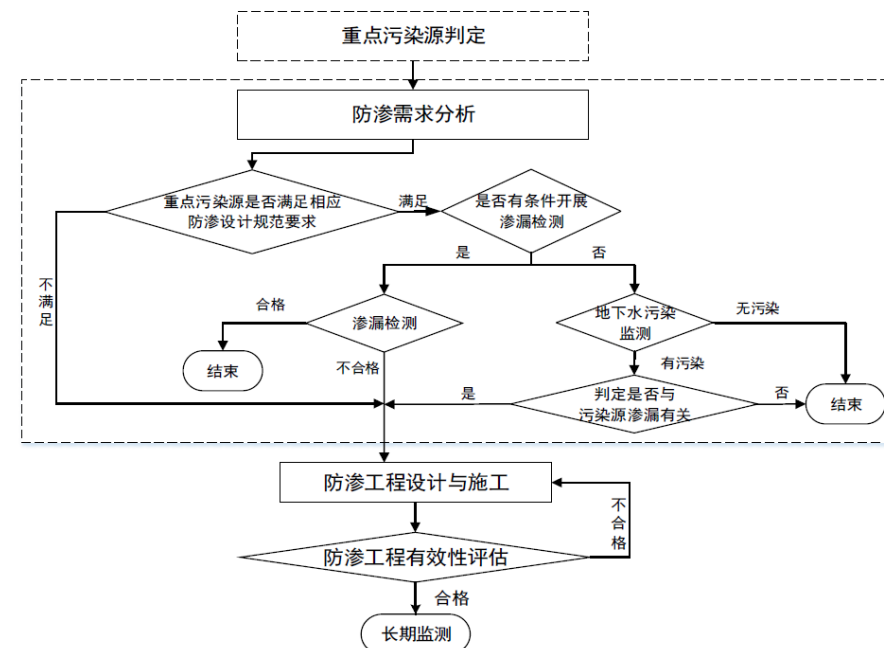 重点污染源判定
防渗需求分析
重点污染源是否满足相应
防渗设计规范要求
满足
是否有条件开展
渗漏检测
是
否
不
满
足
合格
渗漏检测
地下水污染
监测
无污染
结束
不合格
有污染
是
判定是否与
污染源渗漏有关
否
结束
防渗工程设计与施工
不
合
格
防渗工程有效性评估
合格
长期监测